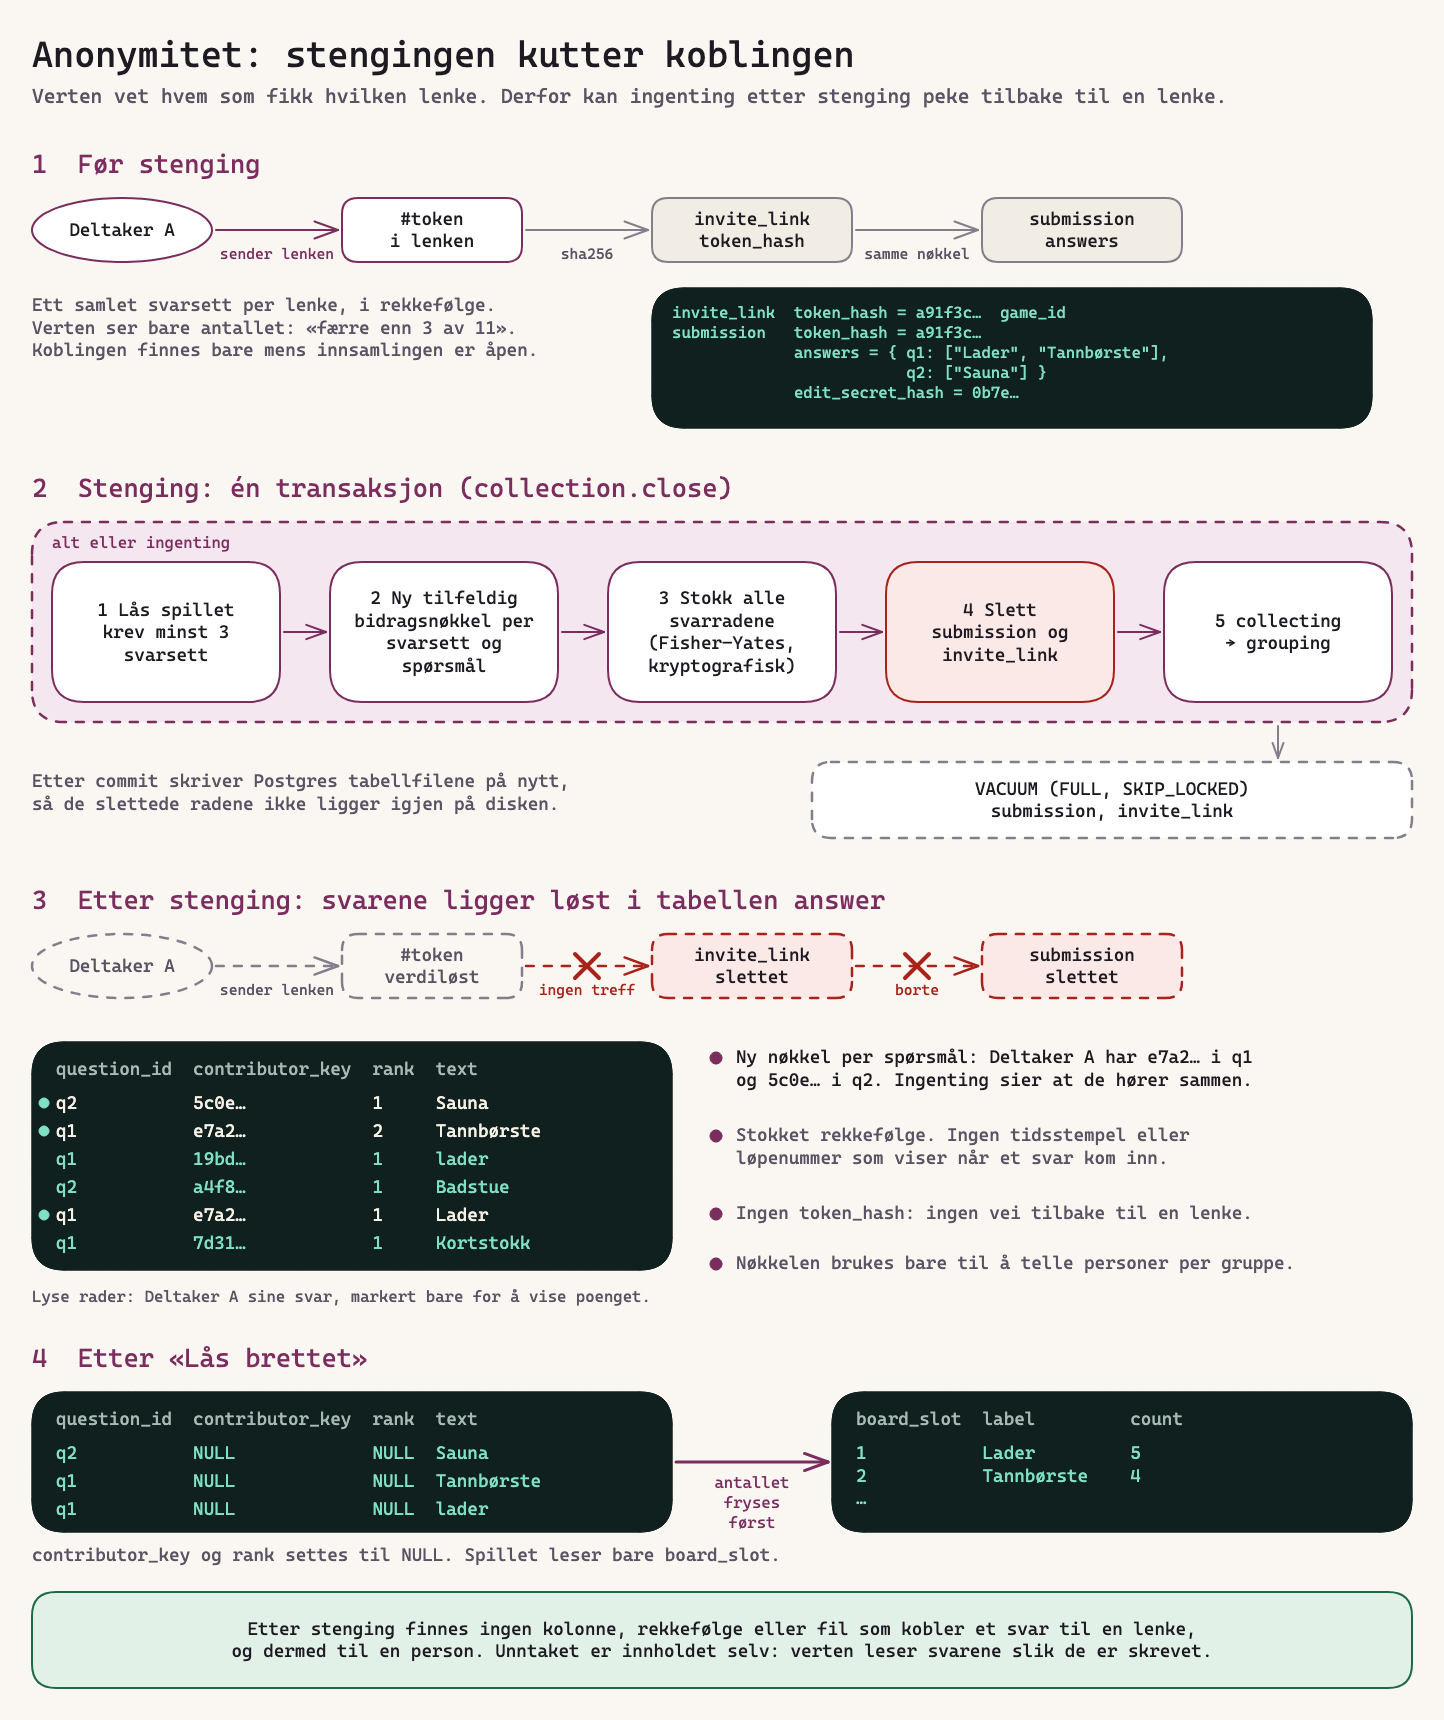 Anonymitet: stengingen kutter koblingen
Verten vet hvem som fikk hvilken lenke. Derfor kan ingenting etter stenging peke tilbake til en lenke.
1 Før stenging
Deltaker A
sender lenken
#token
i lenken
sha256
invite_link
token_hash
samme nøkkel
submission
answers
Ett samlet svarsett per lenke, i rekkefølge.
Verten ser bare antallet: «færre enn 3 av 11».
Koblingen finnes bare mens innsamlingen er åpen.
invite_link token_hash = a91f3c… game_id
submission token_hash = a91f3c…
answers = { q1: ["Lader", "Tannbørste"],
q2: ["Sauna"] }
edit_secret_hash = 0b7e…
2 Stenging: én transaksjon (collection.close)
alt eller ingenting
1 Lås spillet
krev minst 3
svarsett
2 Ny tilfeldig
bidragsnøkkel per
svarsett og
spørsmål
3 Stokk alle
svarradene
(Fisher–Yates,
kryptografisk)
4 Slett
submission og
invite_link
5 collecting
→ grouping
Etter commit skriver Postgres tabellfilene på nytt,
så de slettede radene ikke ligger igjen på disken.
VACUUM (FULL, SKIP_LOCKED)
submission, invite_link
3 Etter stenging: svarene ligger løst i tabellen answer
Deltaker A
sender lenken
#token
verdiløst
ingen treff
invite_link
slettet
borte
submission
slettet
question_id contributor_key rank text
q2 5c0e… 1 Sauna
q1 e7a2… 2 Tannbørste
q1 19bd… 1 lader
q2 a4f8… 1 Badstue
q1 e7a2… 1 Lader
q1 7d31… 1 Kortstokk
Lyse rader: Deltaker A sine svar, markert bare for å vise poenget.
Ny nøkkel per spørsmål: Deltaker A har e7a2… i q1
og 5c0e… i q2. Ingenting sier at de hører sammen.
Stokket rekkefølge. Ingen tidsstempel eller
løpenummer som viser når et svar kom inn.
Ingen token_hash: ingen vei tilbake til en lenke.
Nøkkelen brukes bare til å telle personer per gruppe.
4 Etter «Lås brettet»
question_id contributor_key rank text
q2 NULL NULL Sauna
q1 NULL NULL Tannbørste
q1 NULL NULL lader
antallet
fryses
først
board_slot label count
1 Lader 5
2 Tannbørste 4
…
contributor_key og rank settes til NULL. Spillet leser bare board_slot.
Etter stenging finnes ingen kolonne, rekkefølge eller fil som kobler et svar til en lenke,
og dermed til en person. Unntaket er innholdet selv: verten leser svarene slik de er skrevet.